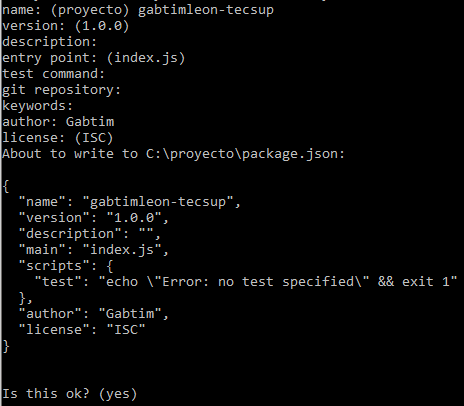 name: (proyecto) gabtimleon-tecsup
version: (1.0.0)
description:
entry point: (index.js)
test command:
git repository:
keywords:
author: Gabtim
license: (ISC)
About to write to C:\proyecto\package.json:

{
  "name": "gabtimleon-tecsup",
  "version": "1.0.0",
  "description": "",
  "main": "index.js",
  "scripts": {
    "test": "echo \"Error: no test specified\" && exit 1"
  },
  "author": "Gabtim",
  "license": "ISC"
}


Is this ok? (yes)